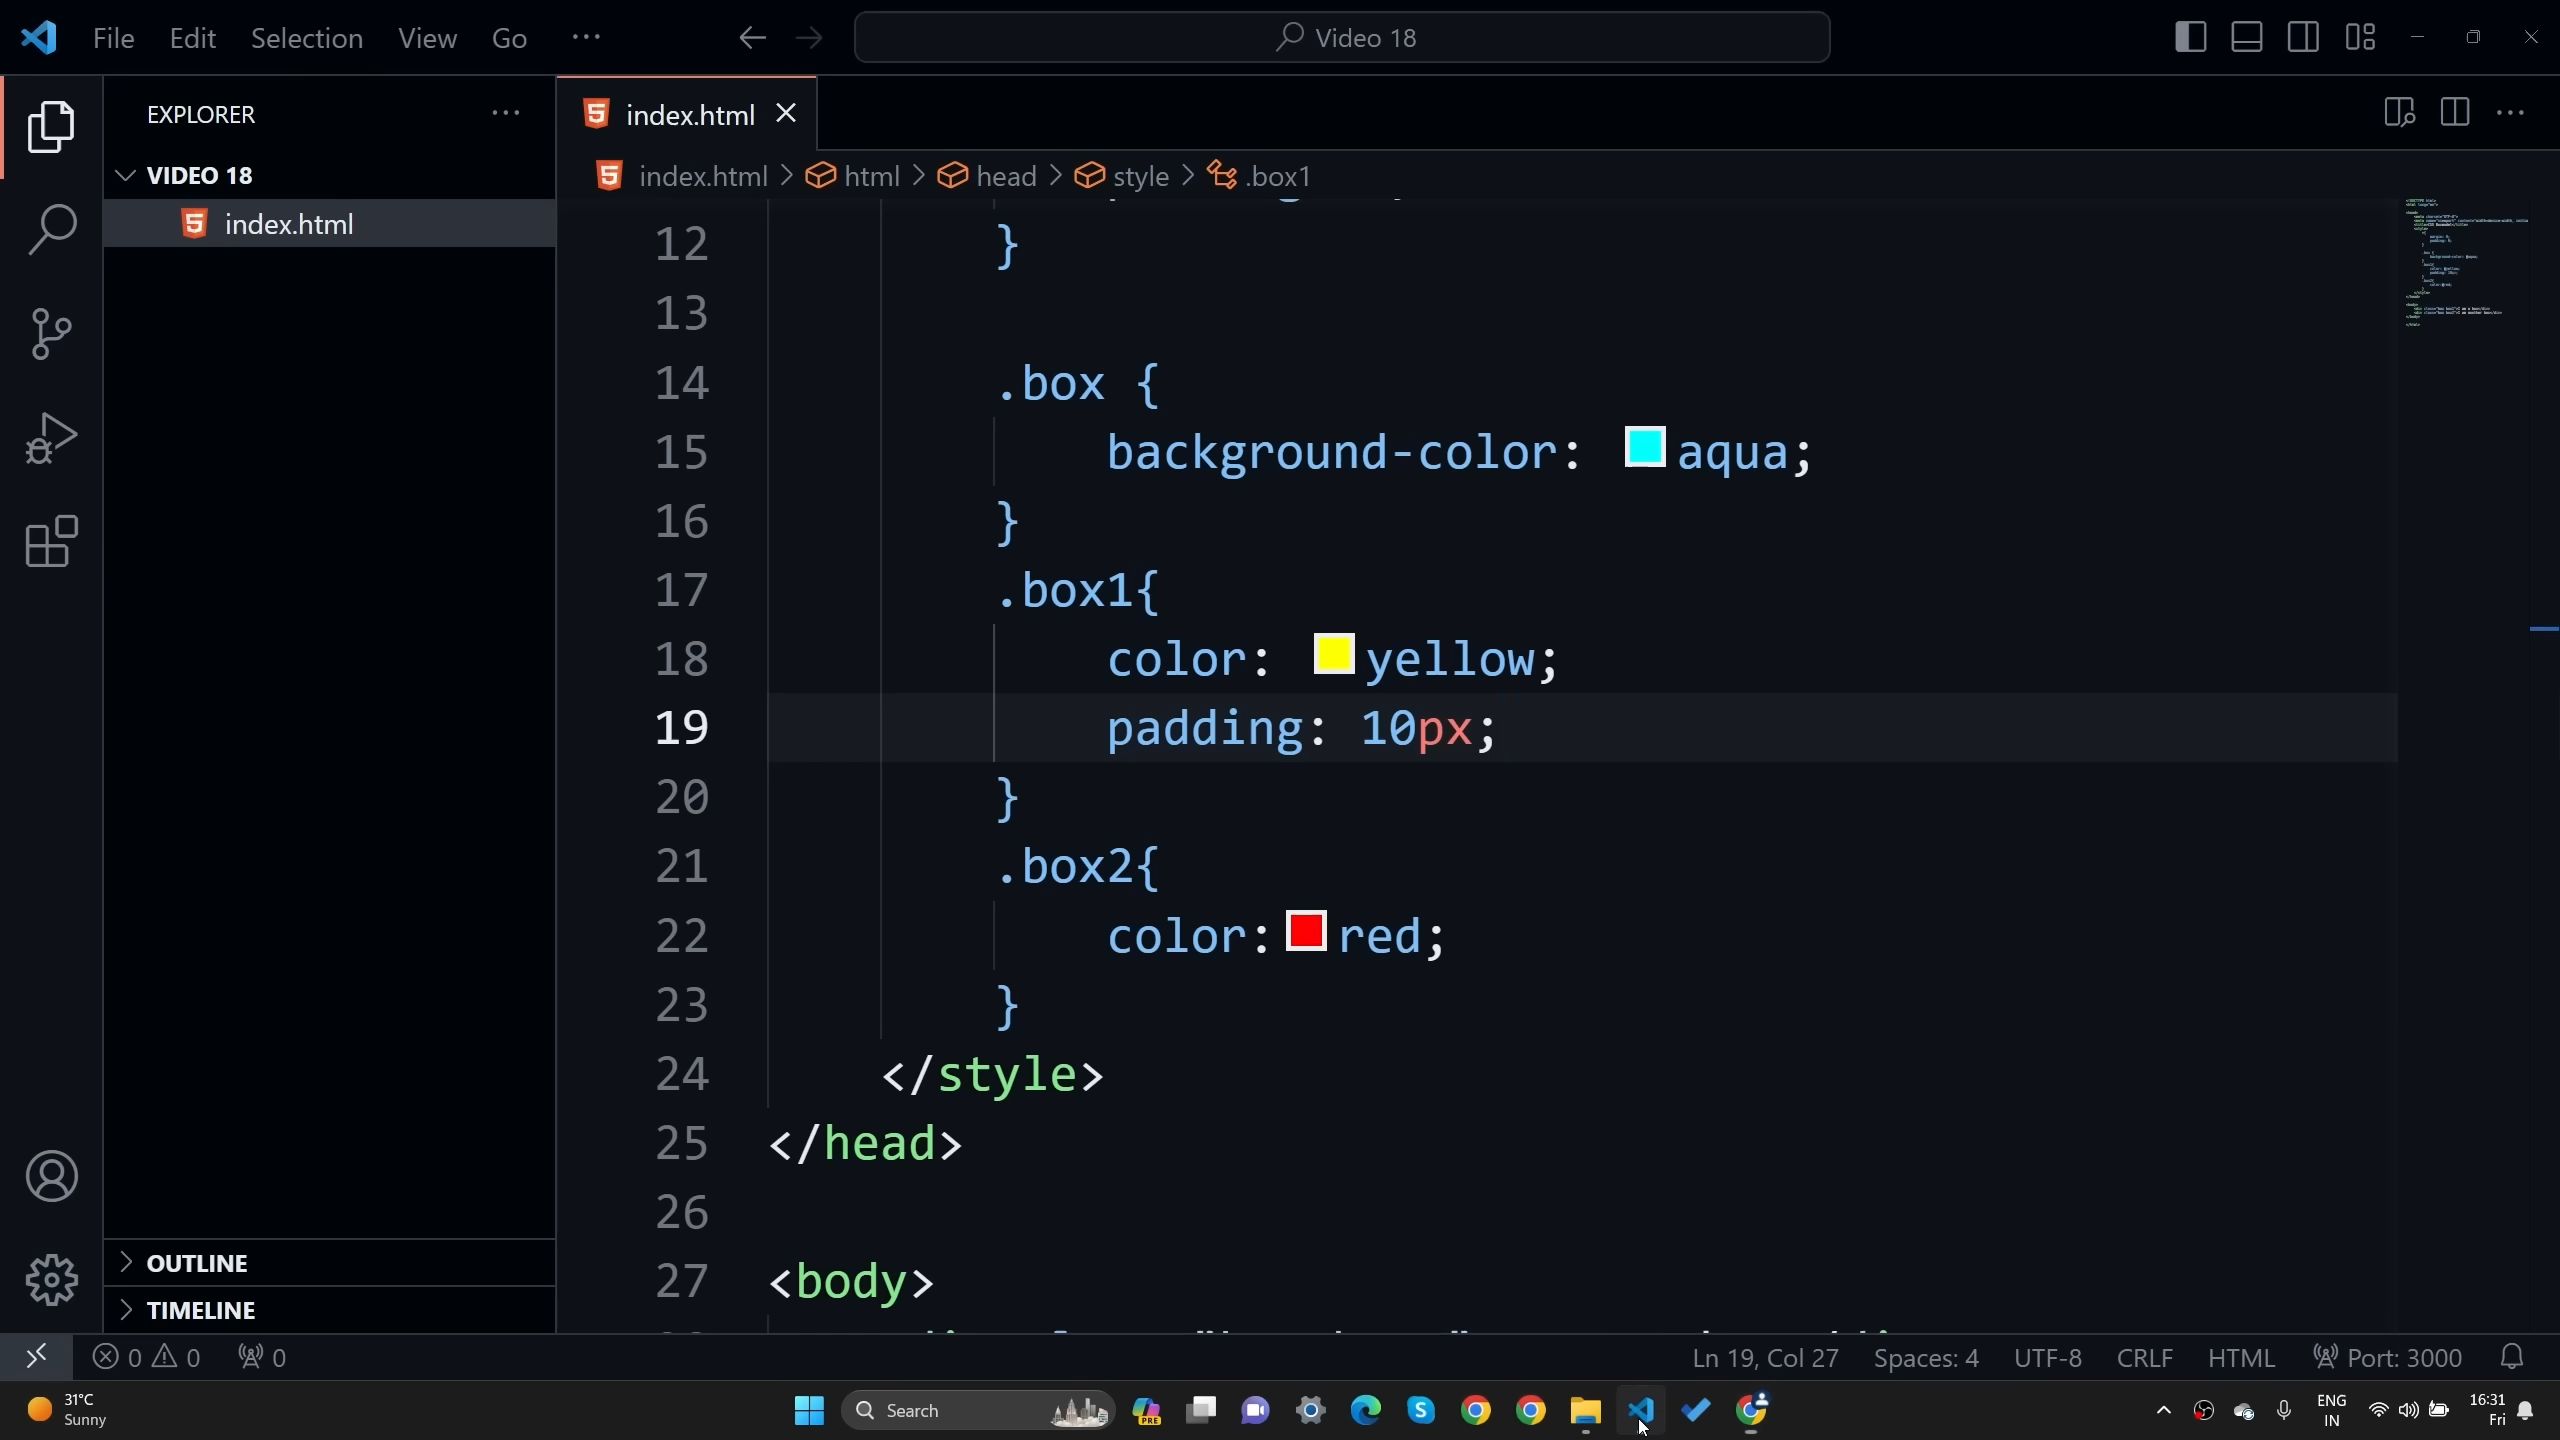 File Edit Selection View Go ···
Video 18
EXPLORER ···
index.html
VIDEO 18
index.html > html > head > style > .box1
index.html
12 }
13
14 .box {
15 background-color: aqua;
16 }
17 .box1{
18 color: yellow;
19 padding: 10px;
20 }
21 .box2{
22 color:red;
23 }
24 </style>
25 </head>
26
27 <body>
OUTLINE
TIMELINE
0 0 0
Ln 19, Col 27 Spaces: 4 UTF-8 CRLF HTML Port: 3000
31°C
Sunny
Search
PRE
ENG
IN
16:31
Fri